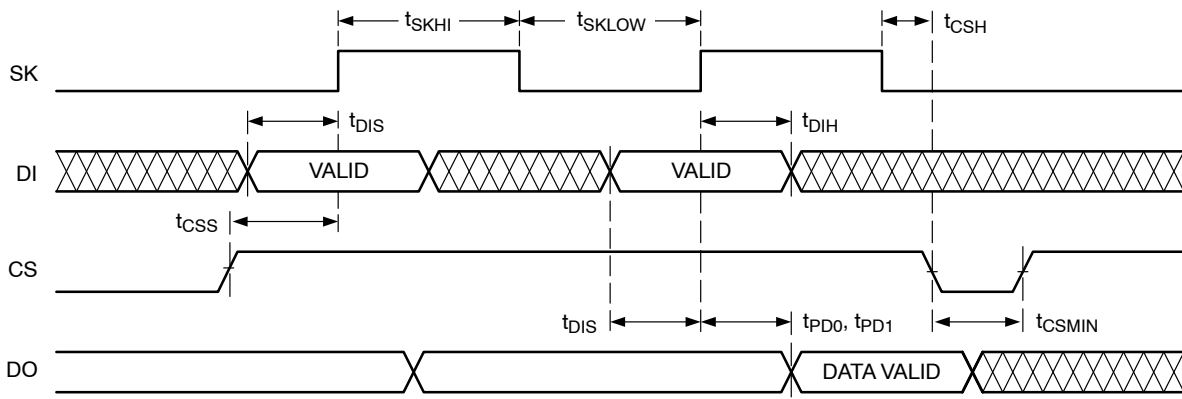 tSKHI tSKLOW tCSH
SK
tDIS tDIH
DI VALID VALID
tCSS
CS
tDIS tPD0, tPD1 tCSMIN
DO DATA VALID